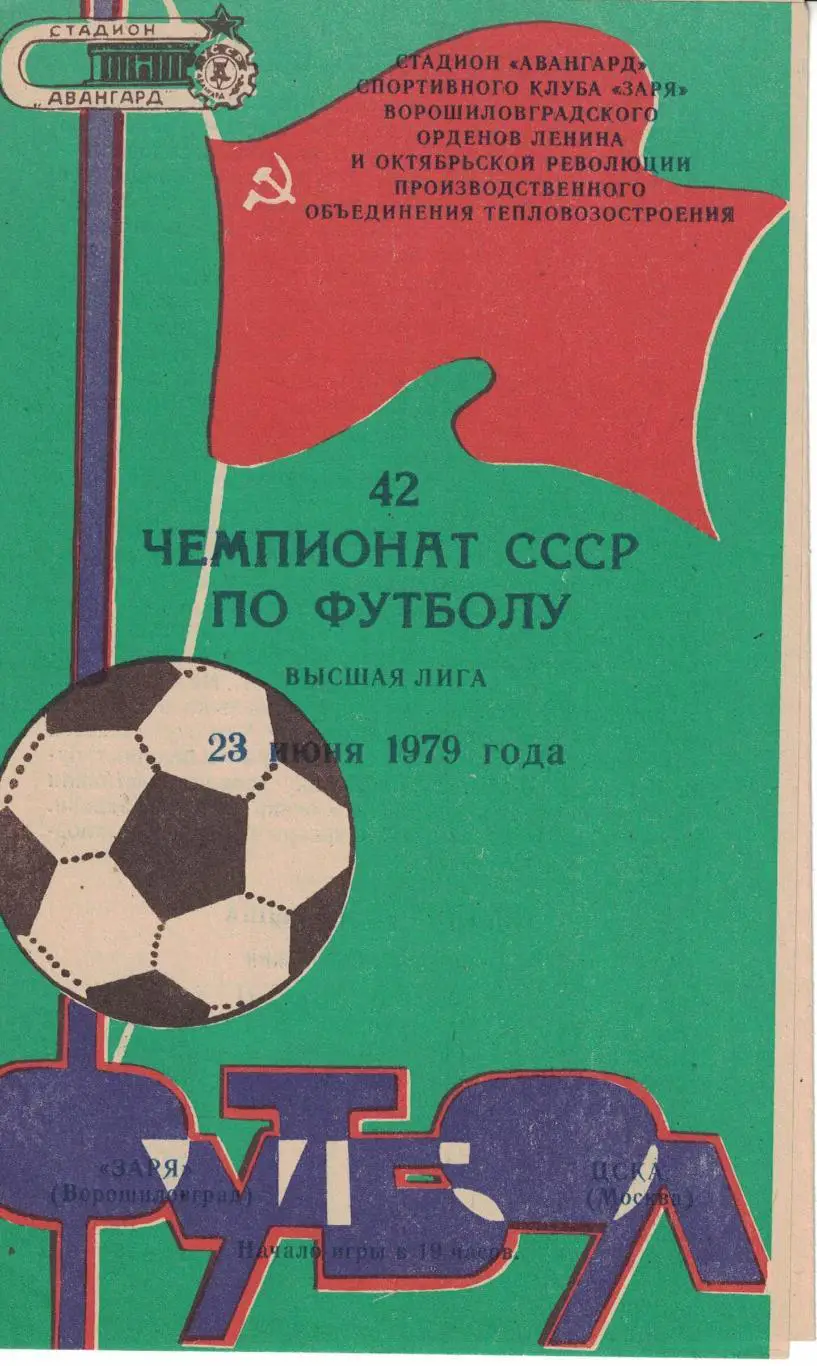 СТАДИОН
„АВАНГАРД"
СТАДИОН «АВАНГАРД»
СПОРТИВНОГО КЛУБА «ЗАРЯ»
ВОРОШИЛОВГРАДСКОГО
ОРДЕНОВ ЛЕНИНА
И ОКТЯБРЬСКОЙ РЕВОЛЮЦИИ
ПРОИЗВОДСТВЕННОГО
ОБЪЕДИНЕНИЯ ТЕПЛОВОЗОСТРОЕНИЯ
42
ЧЕМПИОНАТ СССР
ПО ФУТБОЛУ
ВЫСШАЯ ЛИГА
23 июня 1979 года
ФУТБОЛ
«ЗАРЯ»
(Ворошиловград)
ЦСКА
(Москва)
Начало игры в 19 часов.